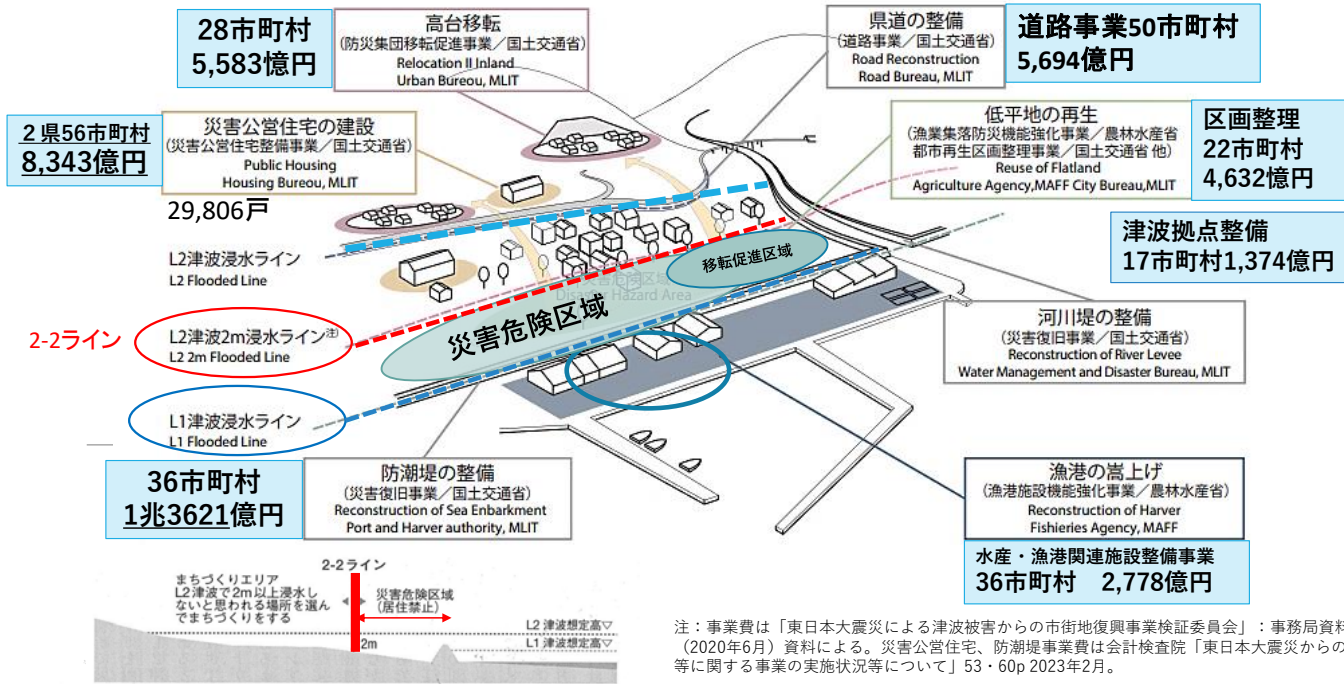 28市町村
5,583憶円
高台移転
(防災集団移転促進事業／国土交通省)
Relocation II Inland
Urban Bureou, MLIT
県道の整備
(道路事業／国土交通省)
Road Reconstruction
Road Bureau, MLIT
道路事業50市町村
5,694億円
２県56市町村
8,343億円
災害公営住宅の建設
(災害公営住宅整備事業／国土交通省)
Public Housing
Housing Bureou, MLIT
29,806戸
低平地の再生
(漁業集落防災機能強化事業／農林水産省
都市再生区画整理事業／国土交通省 他)
Reuse of Flatland
Agriculture Agency,MAFF City Bureau,MLIT
区画整理
22市町村
4,632億円
津波拠点整備
17市町村1,374億円
L2津波浸水ライン
L2 Flooded Line
移転促進区域
災害危険区域
Disaster Hazard Area
災害危険区域
2-2ライン
L2津波2m浸水ライン注)
L2 2m Flooded Line
河川堤の整備
(災害復旧事業／国土交通省)
Reconstruction of River Levee
Water Management and Disaster Bureau, MLIT
L1津波浸水ライン
L1 Flooded Line
36市町村
1兆3621億円
防潮堤の整備
(災害復旧事業／国土交通省)
Reconstruction of Sea Enbarkment
Port and Harver authority, MLIT
漁港の嵩上げ
(漁港施設機能強化事業／農林水産省)
Reconstruction of Harver
Fishieries Agency, MAFF
水産・漁港関連施設整備事業
36市町村　2,778億円
2-2ライン
まちづくりエリア
L2津波で2m以上浸水し
ないと思われる場所を選ん
でまちづくりをする
災害危険区域
(居住禁止)
L2 津波想定高▽
L1 津波想定高▽
2m
注：事業費は「東日本大震災による津波被害からの市街地復興事業検証委員会」：事務局資料
（2020年6月）資料による。災害公営住宅、防潮堤事業費は会計検査院「東日本大震災からの
等に関する事業の実施状況等について」53・60p 2023年2月。